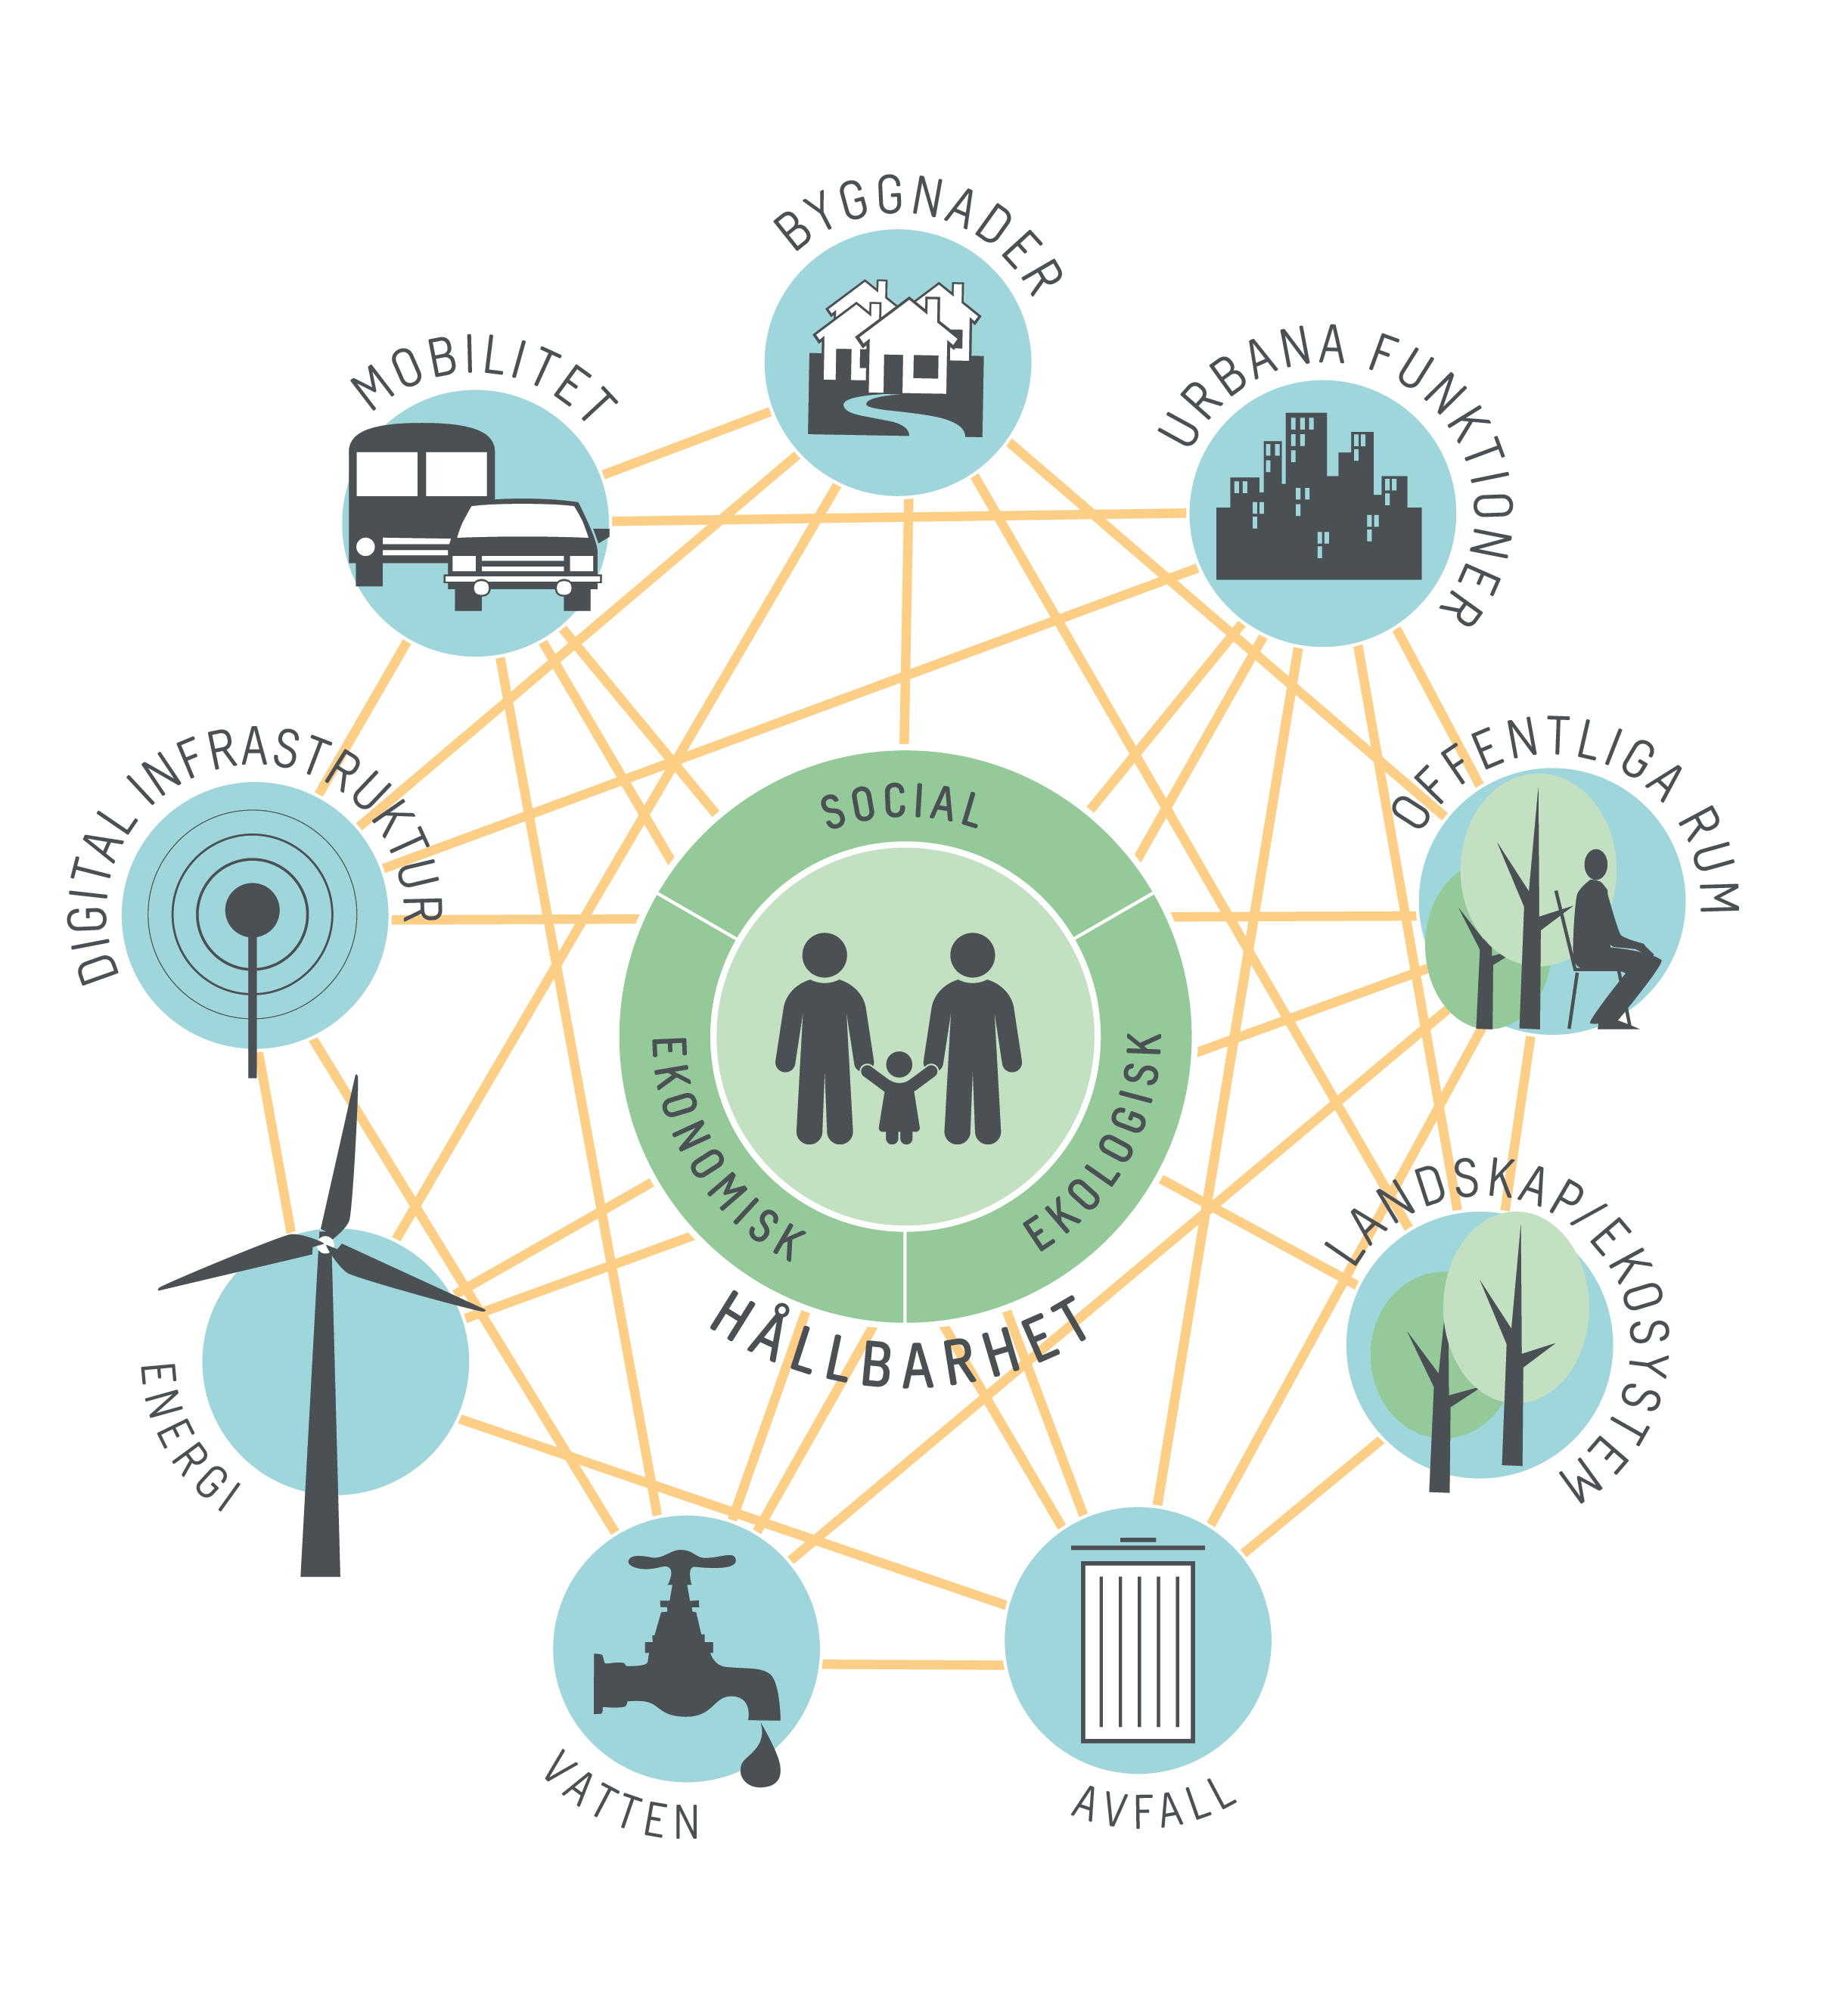 BYGGNADER
URBANA FUNKTIONER
OFFENTLIGA RUM
LANDSKAP/EKOSYSTEM
AVFALL
VATTEN
ENERGI
DIGITAL INFRASTRUKTUR
MOBILITET
SOCIAL
EKOLOGISK
EKONOMISK
HÅLLBARHET